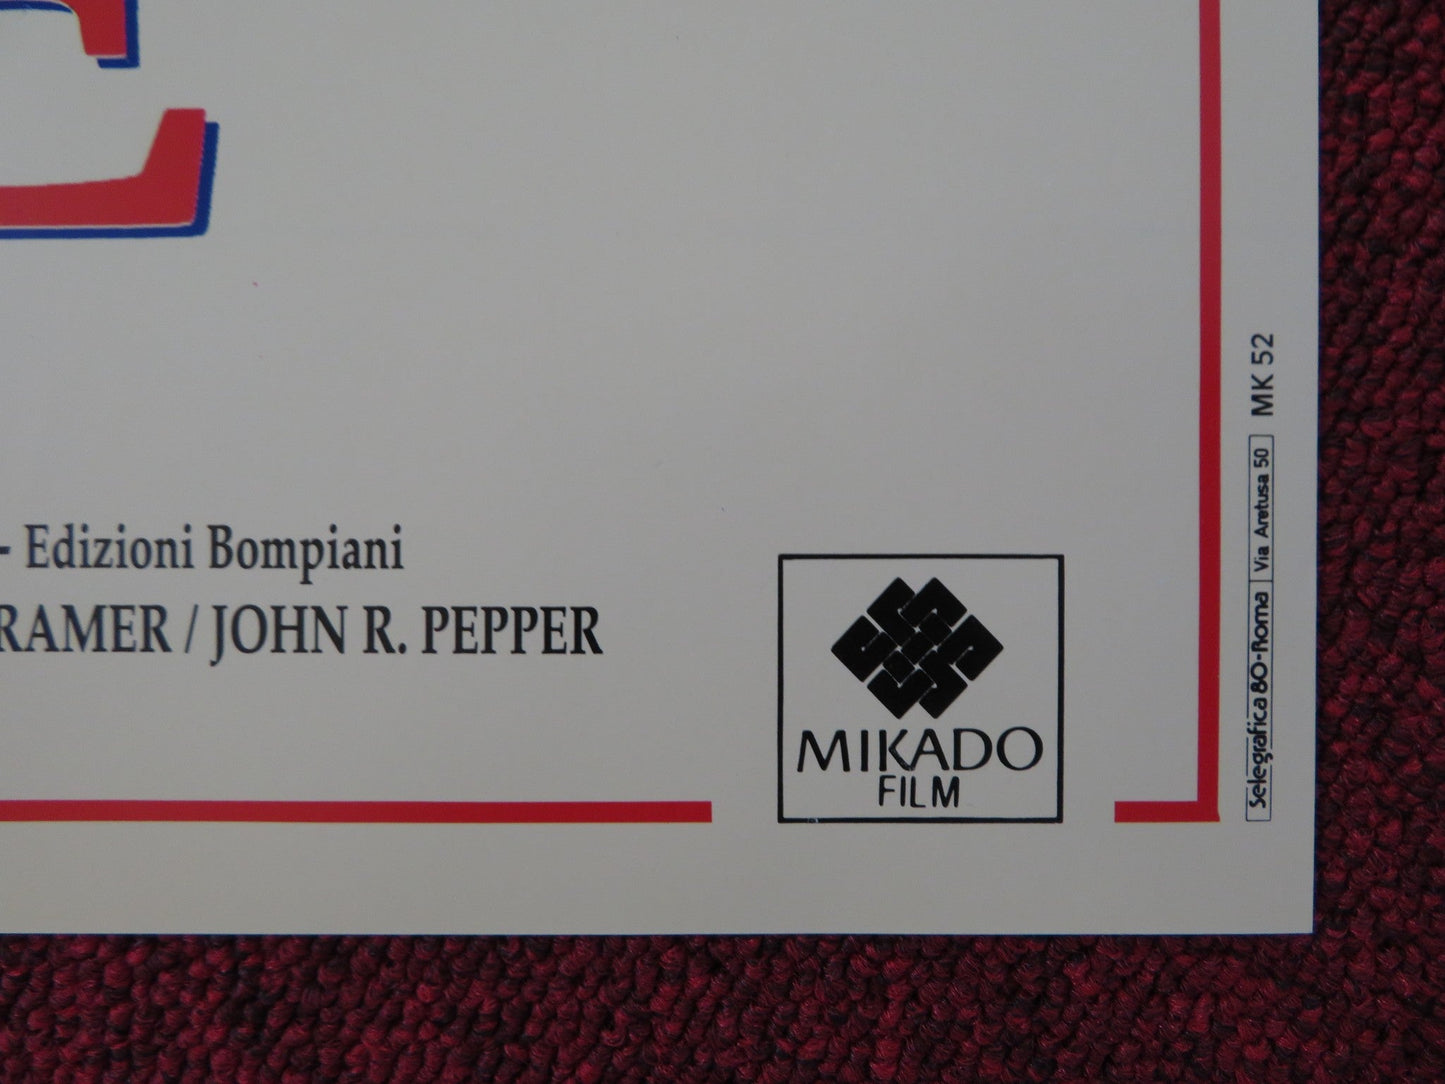 E
- Edizioni Bompiani
RAMER / JOHN R. PEPPER
MIKADO
FILM
Selegrafica 80-Roma Via Aretusa 50 MK 52